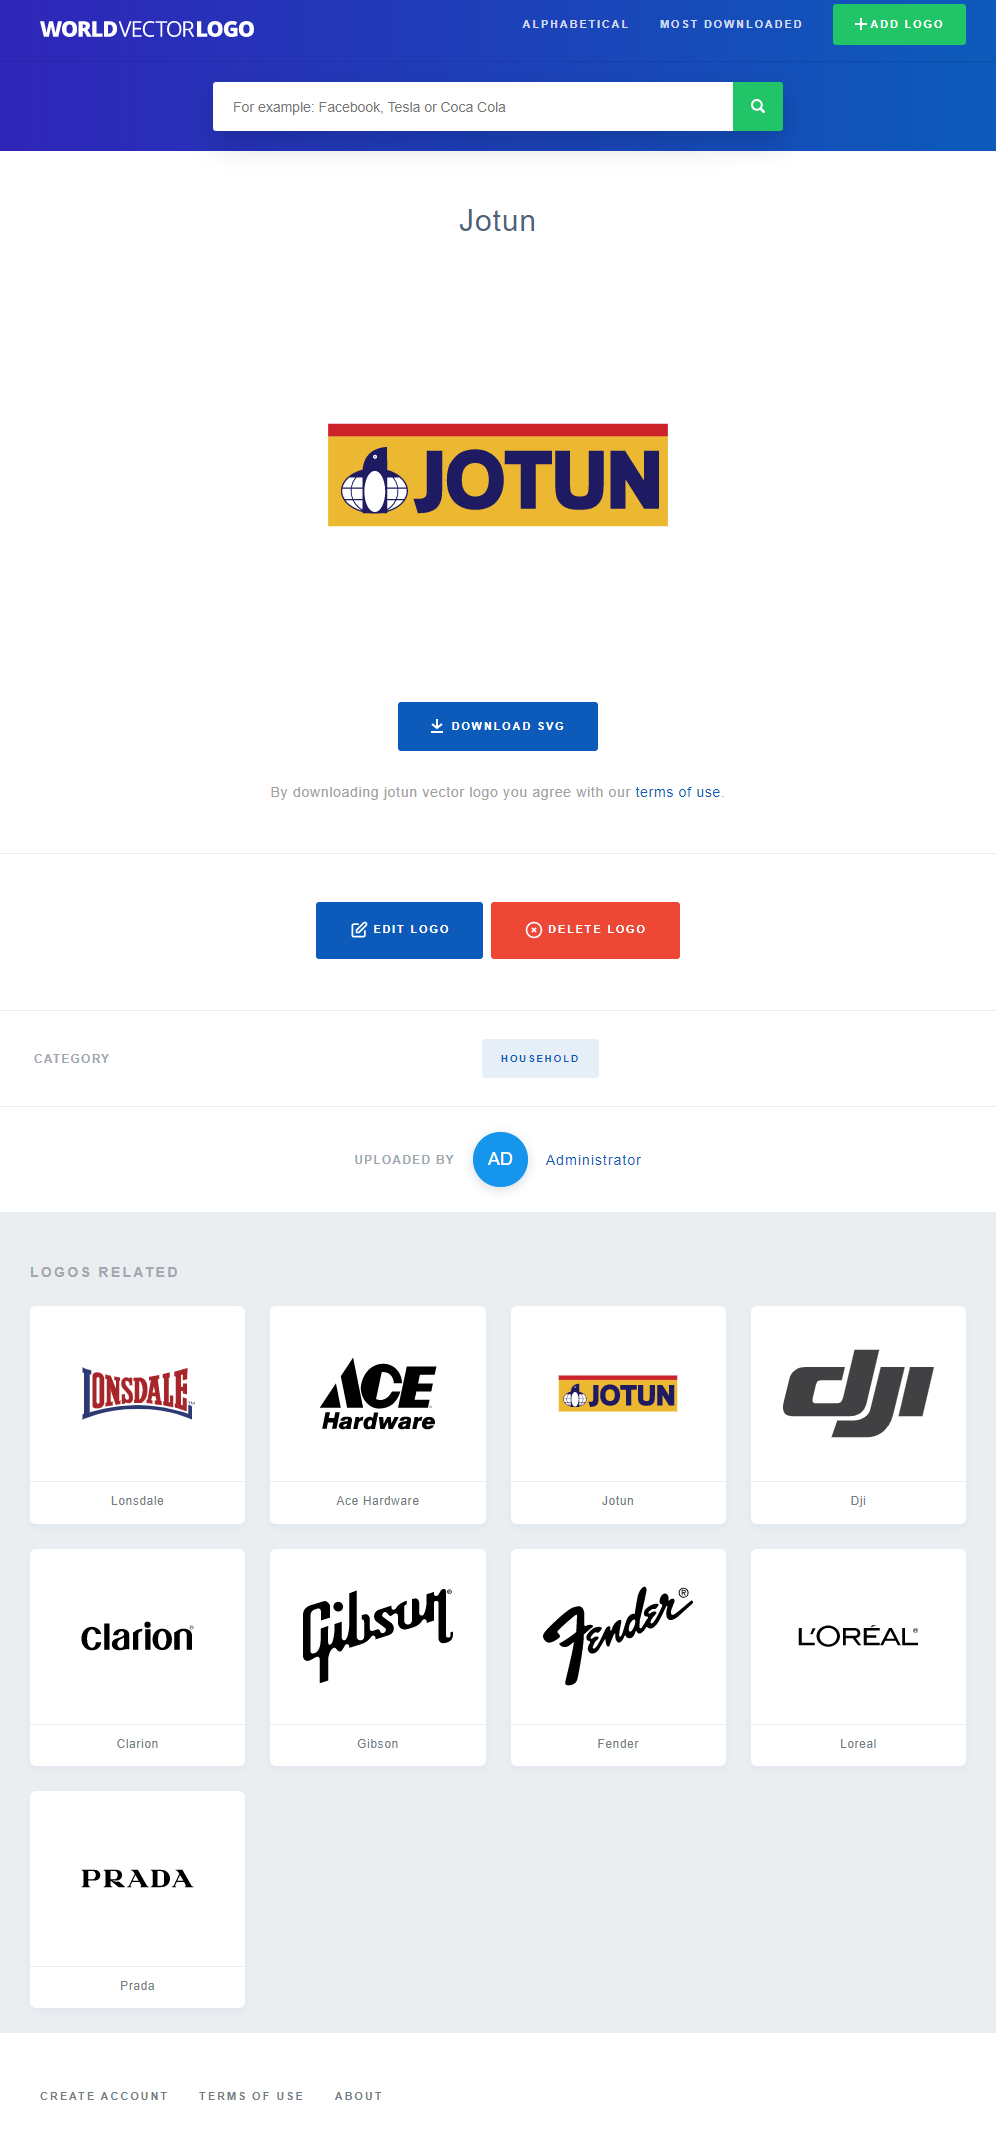 WORLDVECTORLOGO
ALPHABETICAL
MOST DOWNLOADED
ADD LOGO
For example: Facebook, Tesla or Coca Cola
Jotun
JOTUN
DOWNLOAD SVG
By downloading jotun vector logo you agree with our terms of use.
EDIT LOGO
DELETE LOGO
CATEGORY
HOUSEHOLD
UPLOADED BY
AD
Administrator
LOGOS RELATED
LONSDALE™
ACE
Hardware
JOTUN
dji
Lonsdale
Ace Hardware
Jotun
Dji
Clarion®
Gibson®
Fender®
L'ORÉAL®
Clarion
Gibson
Fender
Loreal
PRADA
Prada
CREATE ACCOUNT
TERMS OF USE
ABOUT